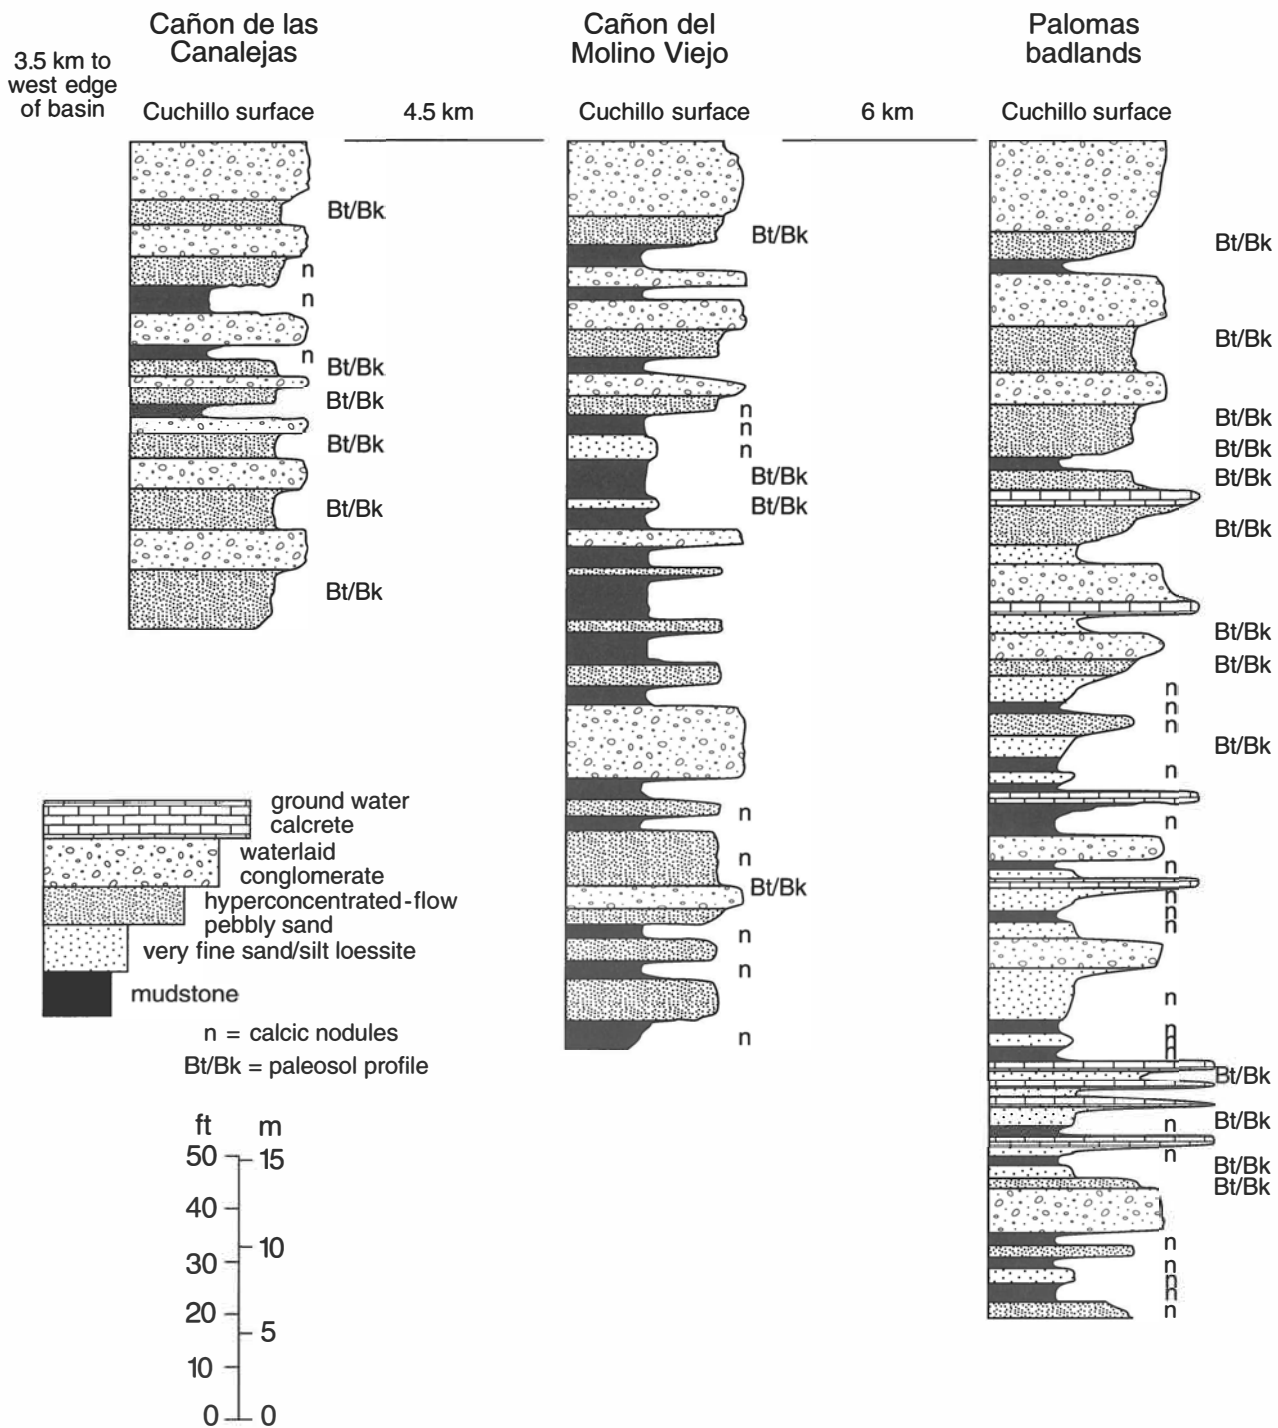 3.5 km to
west edge
of basin
Cañon de las
Canalejas
Cuchillo surface
4.5 km
Cañon del
Molino Viejo
Cuchillo surface
6 km
Palomas
badlands
Cuchillo surface
Bt/Bk
n
n
n
Bt/Bk
Bt/Bk
Bt/Bk
Bt/Bk
Bt/Bk
Bt/Bk
n
n
n
Bt/Bk
Bt/Bk
n
n
Bt/Bk
n
n
n
Bt/Bk
Bt/Bk
Bt/Bk
Bt/Bk
Bt/Bk
Bt/Bk
Bt/Bk
Bt/Bk
n
n
n
Bt/Bk
n
n
n
n
n
n
n
n
n
Bt/Bk
Bt/Bk
n
n
Bt/Bk
Bt/Bk
n
n
n
n
n
ground water
calcrete
waterlaid
conglomerate
hyperconcentrated-flow
pebbly sand
very fine sand/silt loessite
mudstone
n = calcic nodules
Bt/Bk = paleosol profile
ft m
50 15
40
10
30
20
5
10
0 0